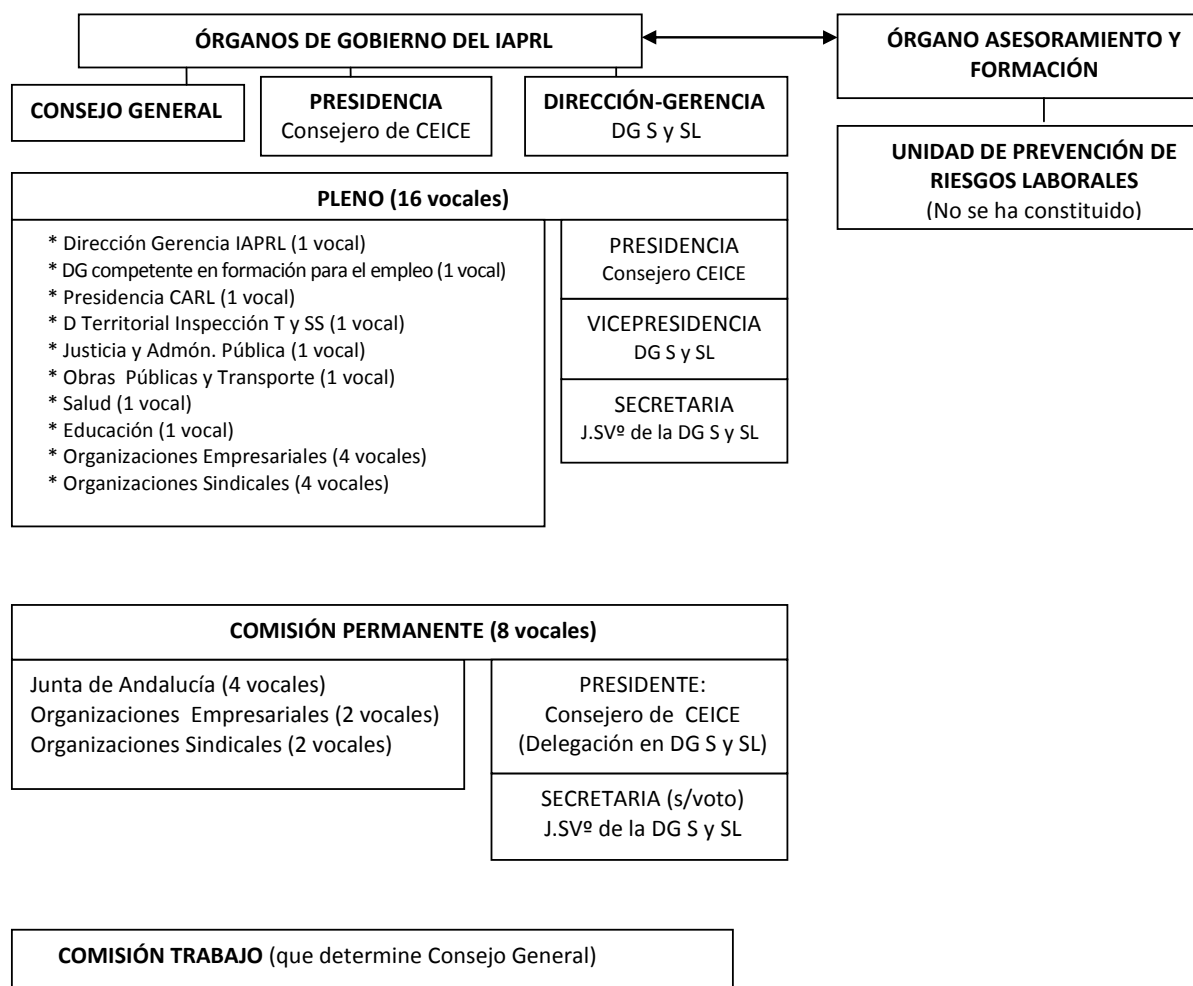 ÓRGANOS DE GOBIERNO DEL IAPRL
ÓRGANO ASESORAMIENTO Y
FORMACIÓN
CONSEJO GENERAL
PRESIDENCIA
Consejero de CEICE
DIRECCIÓN-GERENCIA
DG S y SL
UNIDAD DE PREVENCIÓN DE
RIESGOS LABORALES
(No se ha constituido)
PLENO (16 vocales)
* Dirección Gerencia IAPRL (1 vocal)
* DG competente en formación para el empleo (1 vocal)
* Presidencia CARL (1 vocal)
* D Territorial Inspección T y SS (1 vocal)
* Justicia y Admón. Pública (1 vocal)
* Obras Públicas y Transporte (1 vocal)
* Salud (1 vocal)
* Educación (1 vocal)
* Organizaciones Empresariales (4 vocales)
* Organizaciones Sindicales (4 vocales)
PRESIDENCIA
Consejero CEICE
VICEPRESIDENCIA
DG S y SL
SECRETARIA
J.SVº de la DG S y SL
COMISIÓN PERMANENTE (8 vocales)
Junta de Andalucía (4 vocales)
Organizaciones Empresariales (2 vocales)
Organizaciones Sindicales (2 vocales)
PRESIDENTE:
Consejero de CEICE
(Delegación en DG S y SL)
SECRETARIA (s/voto)
J.SVº de la DG S y SL
COMISIÓN TRABAJO (que determine Consejo General)